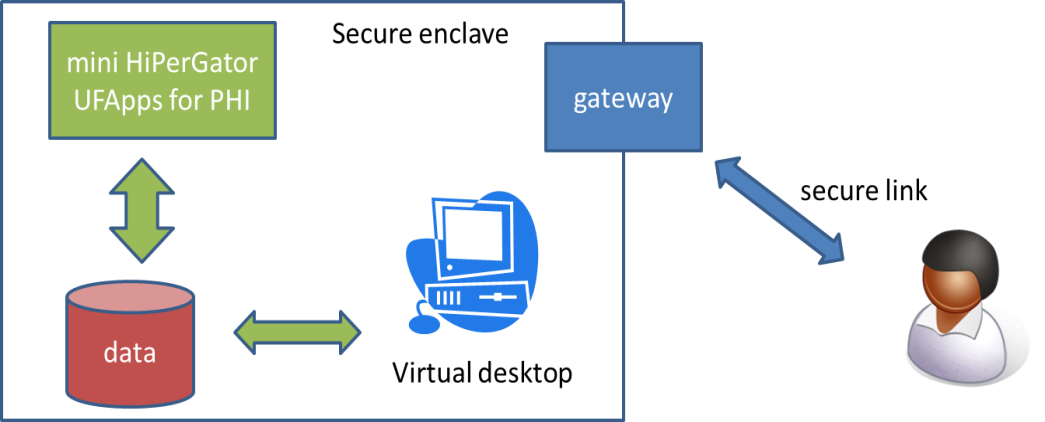 Secure enclave
mini HiPerGator
UFApps for PHI
gateway
secure link
data
Virtual desktop